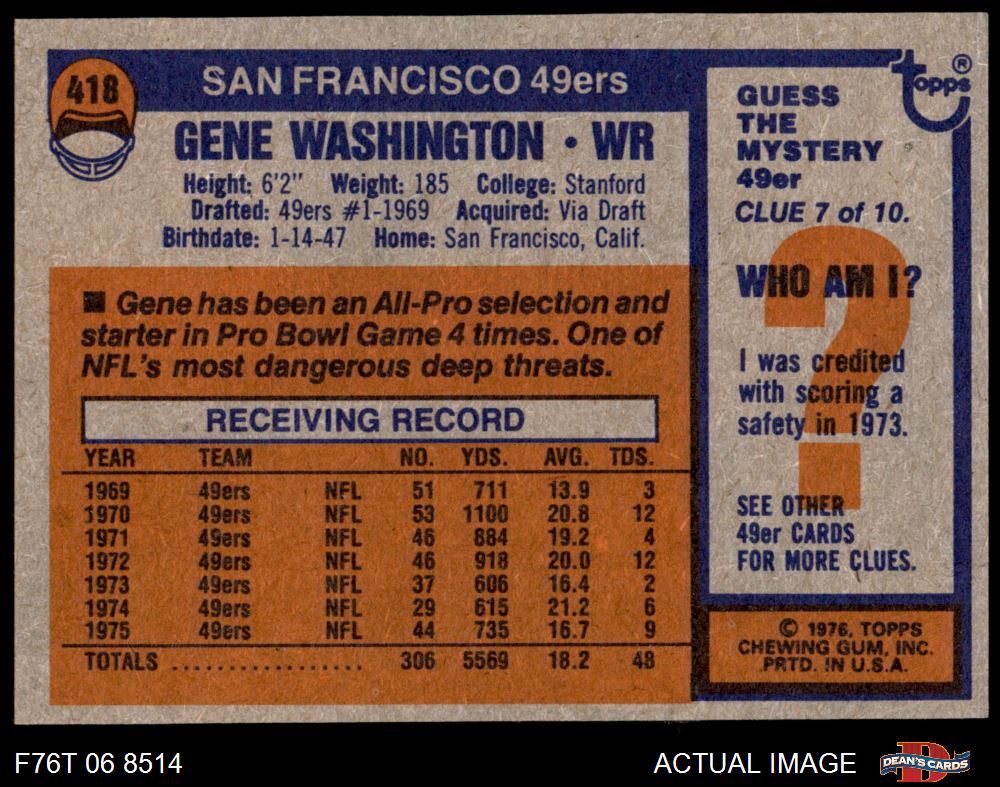 418
SAN FRANCISCO 49ers
GENE WASHINGTON • WR
Height: 6'2" Weight: 185 College: Stanford
Drafted: 49ers #1-1969 Acquired: Via Draft
Birthdate: 1-14-47 Home: San Francisco, Calif.
■ Gene has been an All-Pro selection and
starter in Pro Bowl Game 4 times. One of
NFL's most dangerous deep threats.
RECEIVING RECORD
YEAR TEAM NO. YDS. AVG. TDS.
1969 49ers NFL 51 711 13.9 3
1970 49ers NFL 53 1100 20.8 12
1971 49ers NFL 46 884 19.2 4
1972 49ers NFL 46 918 20.0 12
1973 49ers NFL 37 606 16.4 2
1974 49ers NFL 29 615 21.2 6
1975 49ers NFL 44 735 16.7 9
TOTALS .................... 306 5569 18.2 48
topps®
GUESS
THE
MYSTERY
49er
CLUE 7 of 10.
WHO AM I?
I was credited
with scoring a
safety in 1973.
SEE OTHER
49er CARDS
FOR MORE CLUES.
© 1976, TOPPS
CHEWING GUM, INC.
PRTD. IN U.S.A.
F76T 06 8514
ACTUAL IMAGE
DEAN'S CARDS